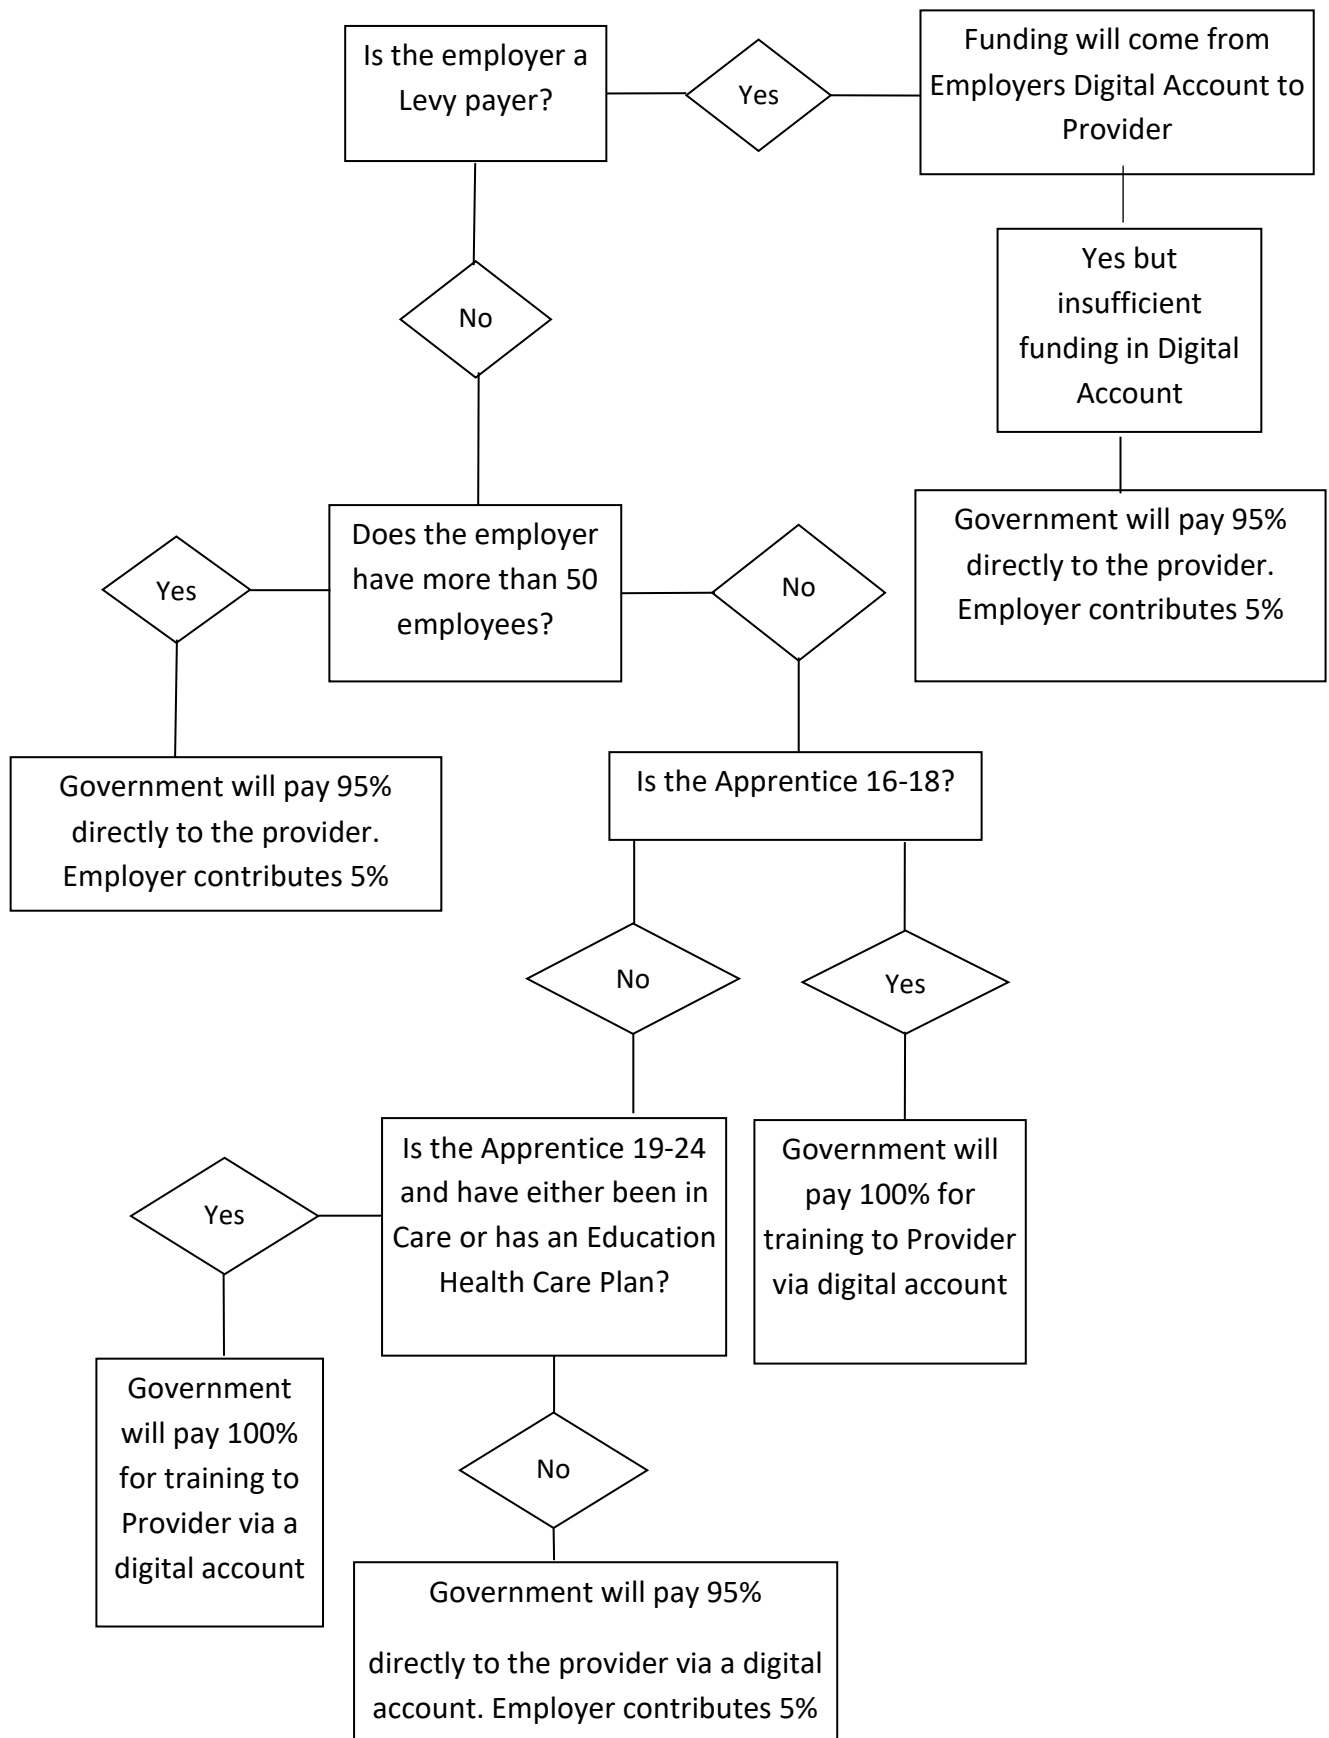 Is the employer a
Levy payer?
Yes
Funding will come from
Employers Digital Account to
Provider
Yes but
insufficient
funding in Digital
Account
Government will pay 95%
directly to the provider.
Employer contributes 5%
No
Does the employer
have more than 50
employees?
Yes
Government will pay 95%
directly to the provider.
Employer contributes 5%
No
Is the Apprentice 16-18?
No
Yes
Government will
pay 100% for
training to Provider
via digital account
Is the Apprentice 19-24
and have either been in
Care or has an Education
Health Care Plan?
Yes
Government
will pay 100%
for training to
Provider via a
digital account
No
Government will pay 95%
directly to the provider via a digital
account. Employer contributes 5%